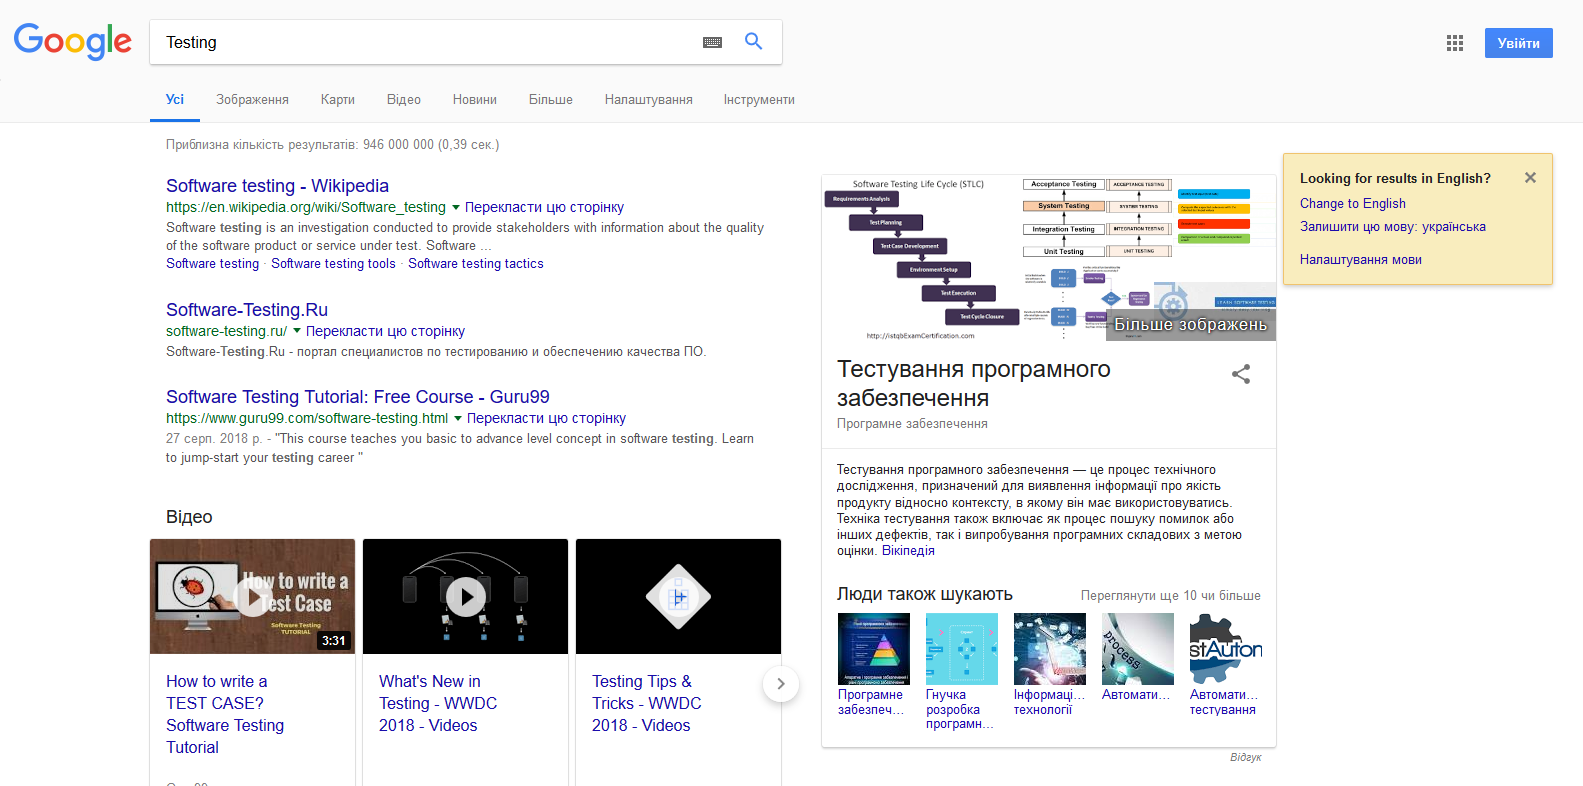 Google
Testing
Увійти
Усі Зображення Карти Відео Новини Більше Налаштування Інструменти
Приблизна кількість результатів: 946 000 000 (0,39 сек.)
Software testing - Wikipedia
https://en.wikipedia.org/wiki/Software_testing ▼ Перекласти цю сторінку
Software testing is an investigation conducted to provide stakeholders with information about the quality
of the software product or service under test. Software ...
Software testing · Software testing tools · Software testing tactics
Software-Testing.Ru
software-testing.ru/ ▼ Перекласти цю сторінку
Software-Testing.Ru - портал специалистов по тестированию и обеспечению качества ПО.
Software Testing Tutorial: Free Course - Guru99
https://www.guru99.com/software-testing.html ▼ Перекласти цю сторінку
27 серп. 2018 р. - "This course teaches you basic to advance level concept in software testing. Learn
to jump-start your testing career "
Відео
How to write a
Test Case
Software Testing
TUTORIAL
3:31
How to write a
TEST CASE?
Software Testing
Tutorial
What's New in
Testing - WWDC
2018 - Videos
Testing Tips &
Tricks - WWDC
2018 - Videos
Software Testing Life Cycle (STLC)
Requirements Analysis
Test Planning
Test Case Development
Environment Setup
Test Execution
Test Cycle Closure
http://istqbExamCertification.com
Acceptance Testing ACCEPTANCE TESTING
System Testing SYSTEM TESTING
Integration Testing INTEGRATION TESTING
Unit Testing UNIT TESTING
LEARN SOFTWARE TESTING
Більше зображень
Тестування програмного
забезпечення
Програмне забезпечення
Тестування програмного забезпечення — це процес технічного
дослідження, призначений для виявлення інформації про якість
продукту відносно контексту, в якому він має використовуватись.
Техніка тестування також включає як процес пошуку помилок або
інших дефектів, так і випробування програмних складових з метою
оцінки. Вікіпедія
Люди також шукають Переглянути ще 10 чи більше
process
stAuton
Програмне
забезпеч...
Гнучка
розробка
програмн...
Інформаці...
технології
Автомати...
Автомати...
тестування
Відгук
Looking for results in English?
Change to English
Залишити цю мову: українська
Налаштування мови